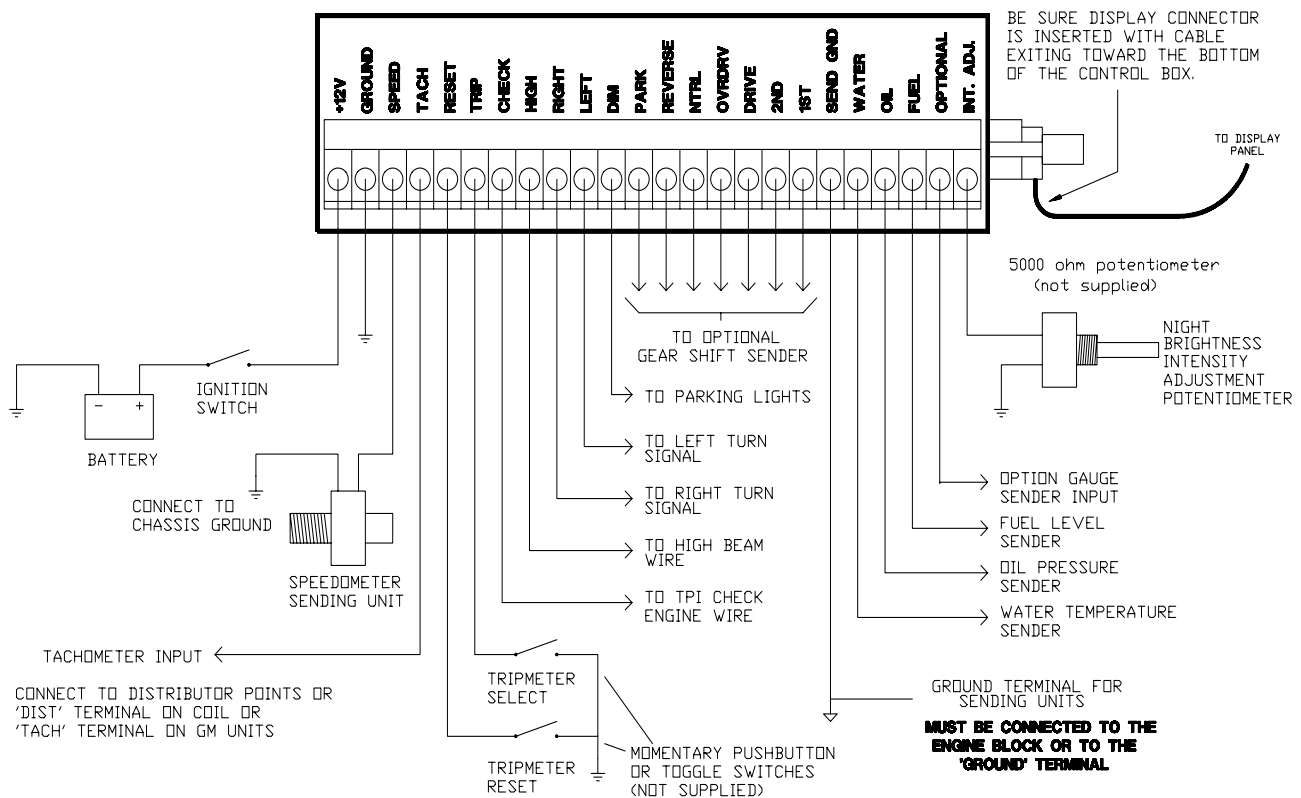 BE SURE DISPLAY CONNECTOR
IS INSERTED WITH CABLE
EXITING TOWARD THE BOTTOM
OF THE CONTROL BOX.
+12V
GROUND
SPEED
TACH
RESET
TRIP
CHECK
HIGH
RIGHT
LEFT
DIM
PARK
REVERSE
NTRL
OVRDRV
DRIVE
2ND
1ST
SEND GND
WATER
OIL
FUEL
OPTIONAL
INT. ADJ.
TO DISPLAY
PANEL
5000 ohm potentiometer
(not supplied)
NIGHT
BRIGHTNESS
INTENSITY
ADJUSTMENT
POTENTIOMETER
TO OPTIONAL
GEAR SHIFT SENDER
IGNITION
SWITCH
- +
BATTERY
TO PARKING LIGHTS
TO LEFT TURN
SIGNAL
TO RIGHT TURN
SIGNAL
TO HIGH BEAM
WIRE
TO TPI CHECK
ENGINE WIRE
CONNECT TO
CHASSIS GROUND
SPEEDOMETER
SENDING UNIT
OPTION GAUGE
SENDER INPUT
FUEL LEVEL
SENDER
OIL PRESSURE
SENDER
WATER TEMPERATURE
SENDER
TACHOMETER INPUT
CONNECT TO DISTRIBUTOR POINTS OR
'DIST' TERMINAL ON COIL OR
'TACH' TERMINAL ON GM UNITS
TRIPMETER
SELECT
TRIPMETER
RESET
MOMENTARY PUSHBUTTON
OR TOGGLE SWITCHES
(NOT SUPPLIED)
GROUND TERMINAL FOR
SENDING UNITS
MUST BE CONNECTED TO THE
ENGINE BLOCK OR TO THE
'GROUND' TERMINAL